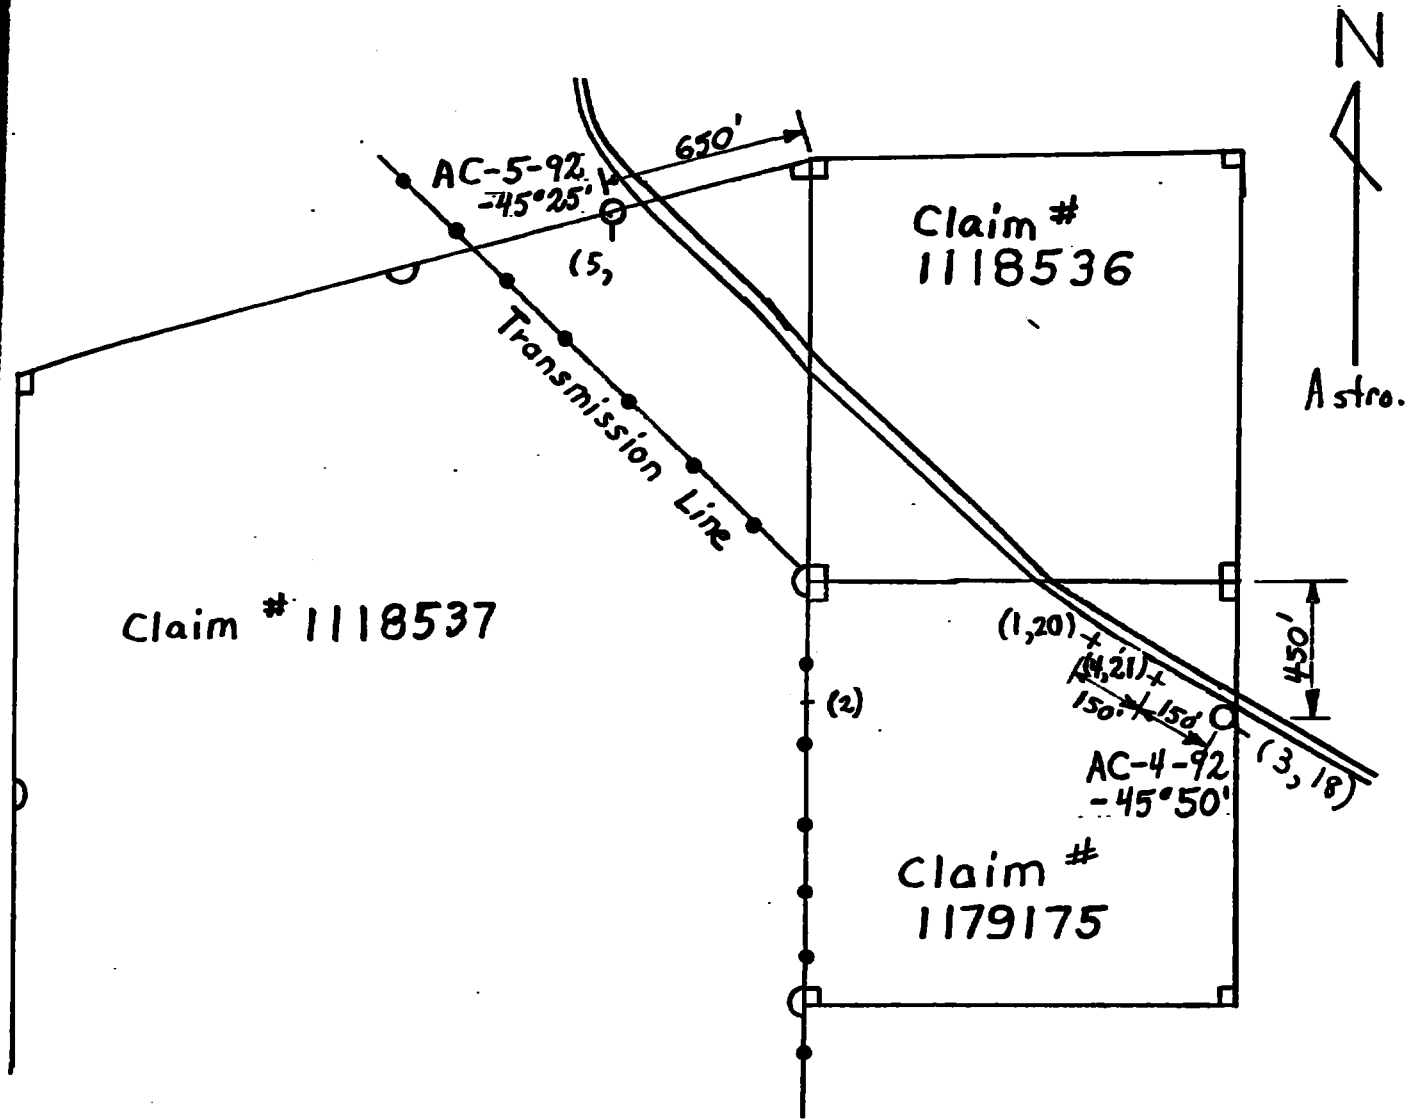 N
650'
AC-5-92
-45°25'
(5,
Claim #
1118536
Astro.
Transmission Line
Claim # 1118537
(1,20)
(4,21)
450'
150'
150'
(2)
AC-4-92
-45°50'
(3, 18)
Claim #
1179175